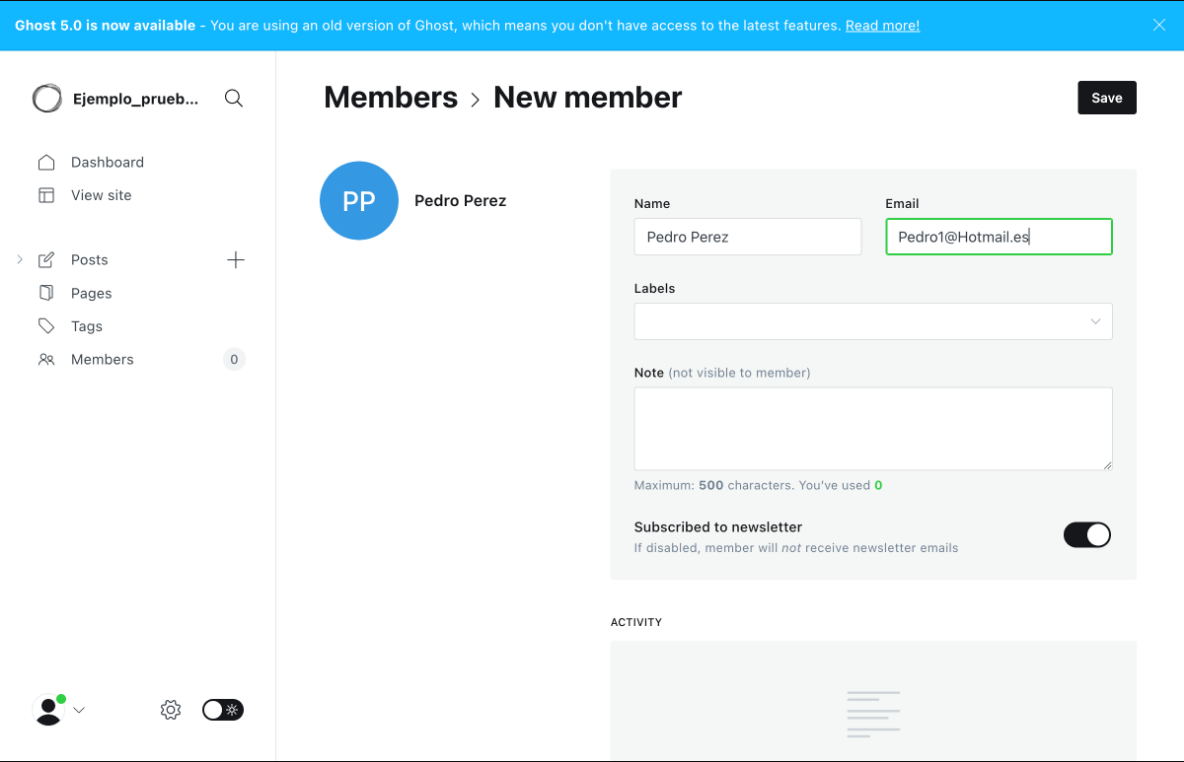 Ghost 5.0 is now available - You are using an old version of Ghost, which means you don't have access to the latest features. Read more!
Ejemplo_prueb...
Dashboard
View site
Posts
Pages
Tags
Members 0
Members > New member
Save
PP
Pedro Perez
Name
Pedro Perez
Email
Pedro1@Hotmail.es
Labels
Note (not visible to member)
Maximum: 500 characters. You've used 0
Subscribed to newsletter
If disabled, member will not receive newsletter emails
ACTIVITY